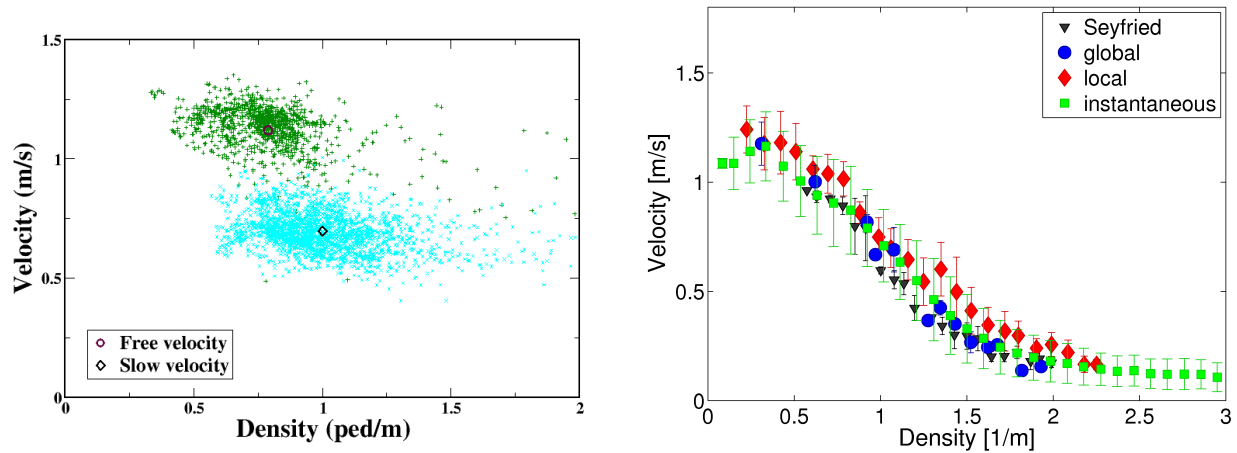 1.5
1
0.5
0
Velocity (m/s)
Free velocity
Slow velocity
0
0.5
1
1.5
2
Density (ped/m)
Seyfried
global
local
instantaneous
1.5
1
0.5
0
Velocity [m/s]
0
0.5
1
1.5
2
2.5
3
Density [1/m]